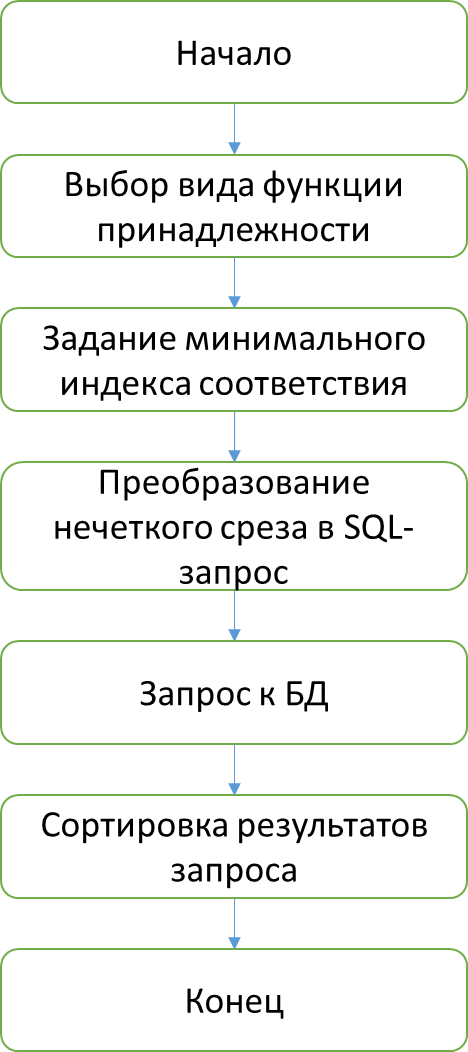 Начало
Выбор вида функции
принадлежности
Задание минимального
индекса соответствия
Преобразование
нечеткого среза в SQL-
запрос
Запрос к БД
Сортировка результатов
запроса
Конец